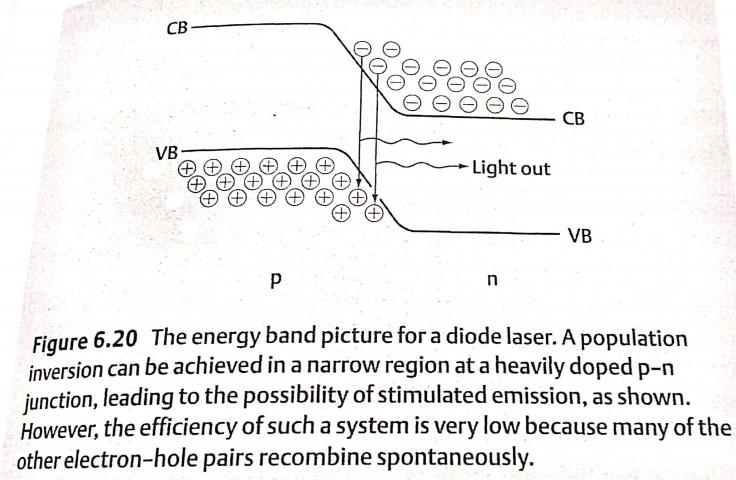 CB
CB
VB
Light out
VB
p
n
Figure 6.20 The energy band picture for a diode laser. A population
inversion can be achieved in a narrow region at a heavily doped p–n
junction, leading to the possibility of stimulated emission, as shown.
However, the efficiency of such a system is very low because many of the
other electron–hole pairs recombine spontaneously.